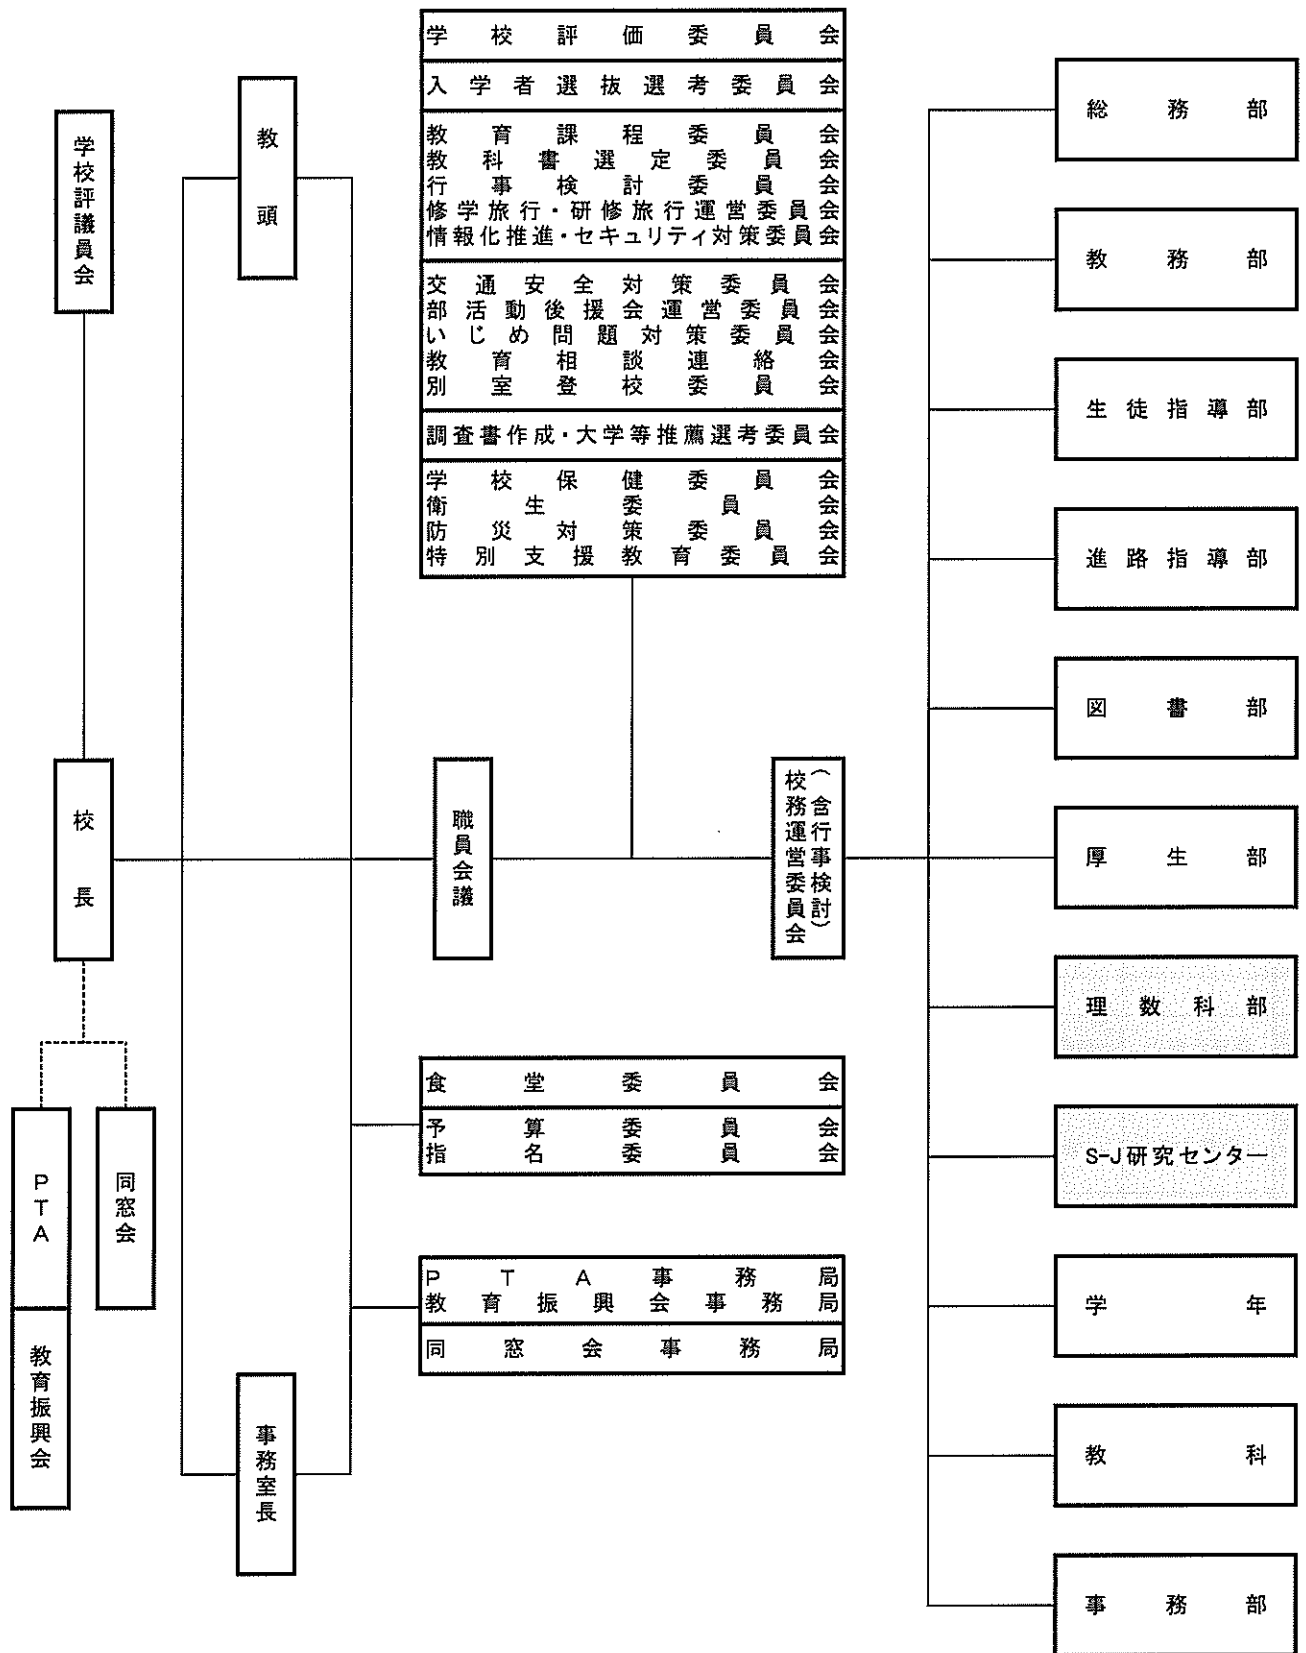 学校評議員会
校長
PTA
教育振興会
同窓会
教頭
事務室長
学校評価委員会
入学者選抜選考委員会
教育課程委員会
教科書選定委員会
行事検討委員会
修学旅行・研修旅行運営委員会
情報化推進・セキュリティ対策委員会
交通安全対策委員会
部活動後援会運営委員会
いじめ問題対策委員会
教育相談連絡会
別室登校委員会
調査書作成・大学等推薦選考委員会
学校保健委員会
衛生委員会
防災対策委員会
特別支援教育委員会
職員会議
校務運営委員会
（含行事検討）
食堂委員会
予算委員会
指名委員会
PTA事務局
教育振興会事務局
同窓会事務局
総務部
教務部
生徒指導部
進路指導部
図書部
厚生部
理数科部
S-J研究センター
学年
教科
事務部